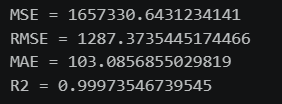 MSE = 1657330.6431234141
RMSE = 1287.3735445174466
MAE = 103.0856855029819
R2 = 0.99973546739545